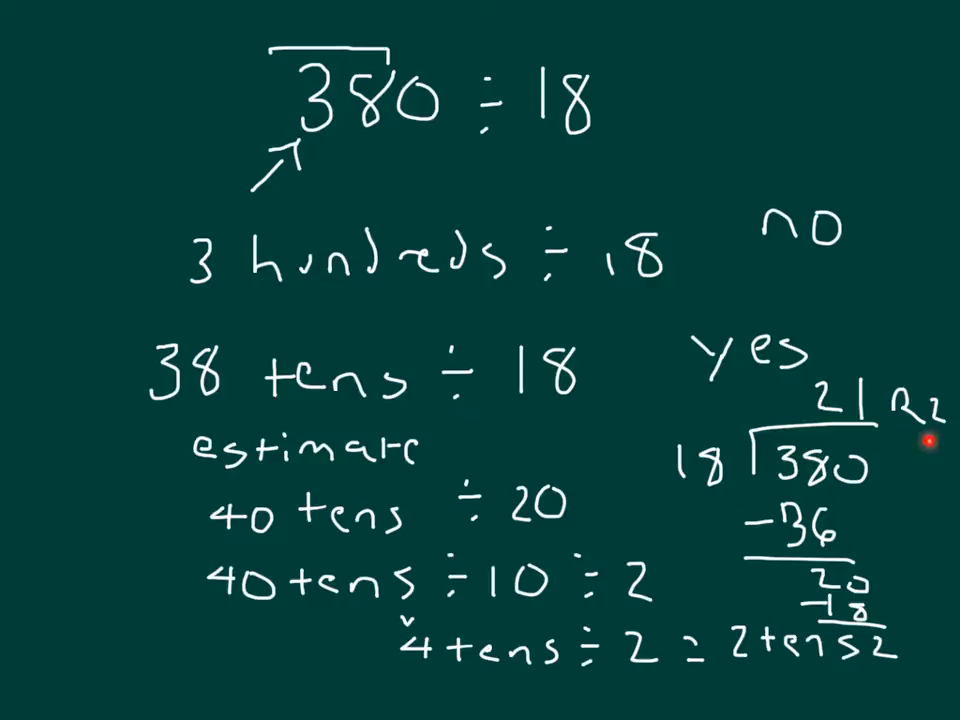 380 ÷ 18
3 hundreds ÷ 18 no
38 tens ÷ 18 yes
estimate
40 tens ÷ 20
40 tens ÷ 10 ÷ 2
4 tens ÷ 2 = 2 tens
21 R2
18 380
-36
20
-18
2